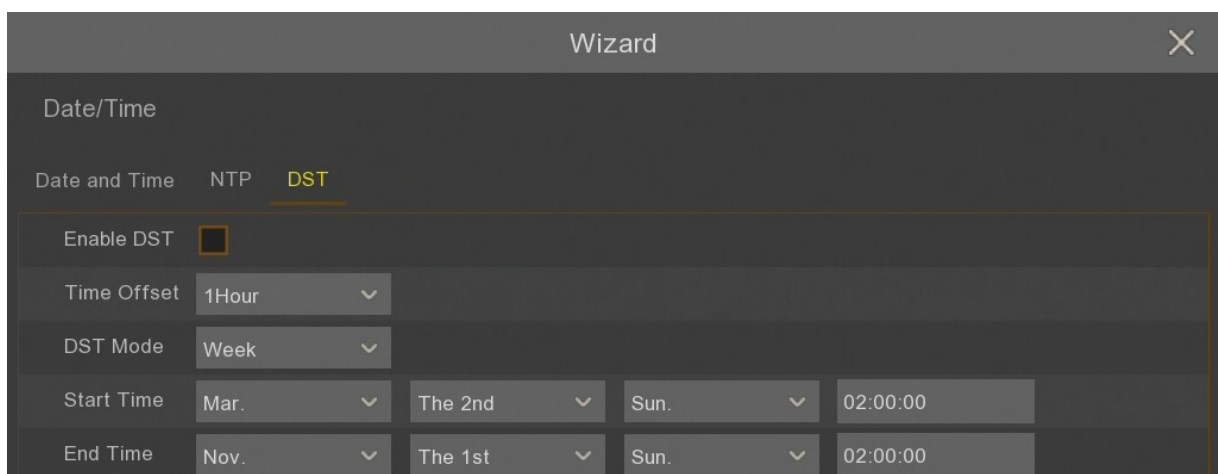 Wizard
Date/Time
Date and Time NTP DST
Enable DST
Time Offset 1Hour
DST Mode Week
Start Time Mar. The 2nd Sun. 02:00:00
End Time Nov. The 1st Sun. 02:00:00